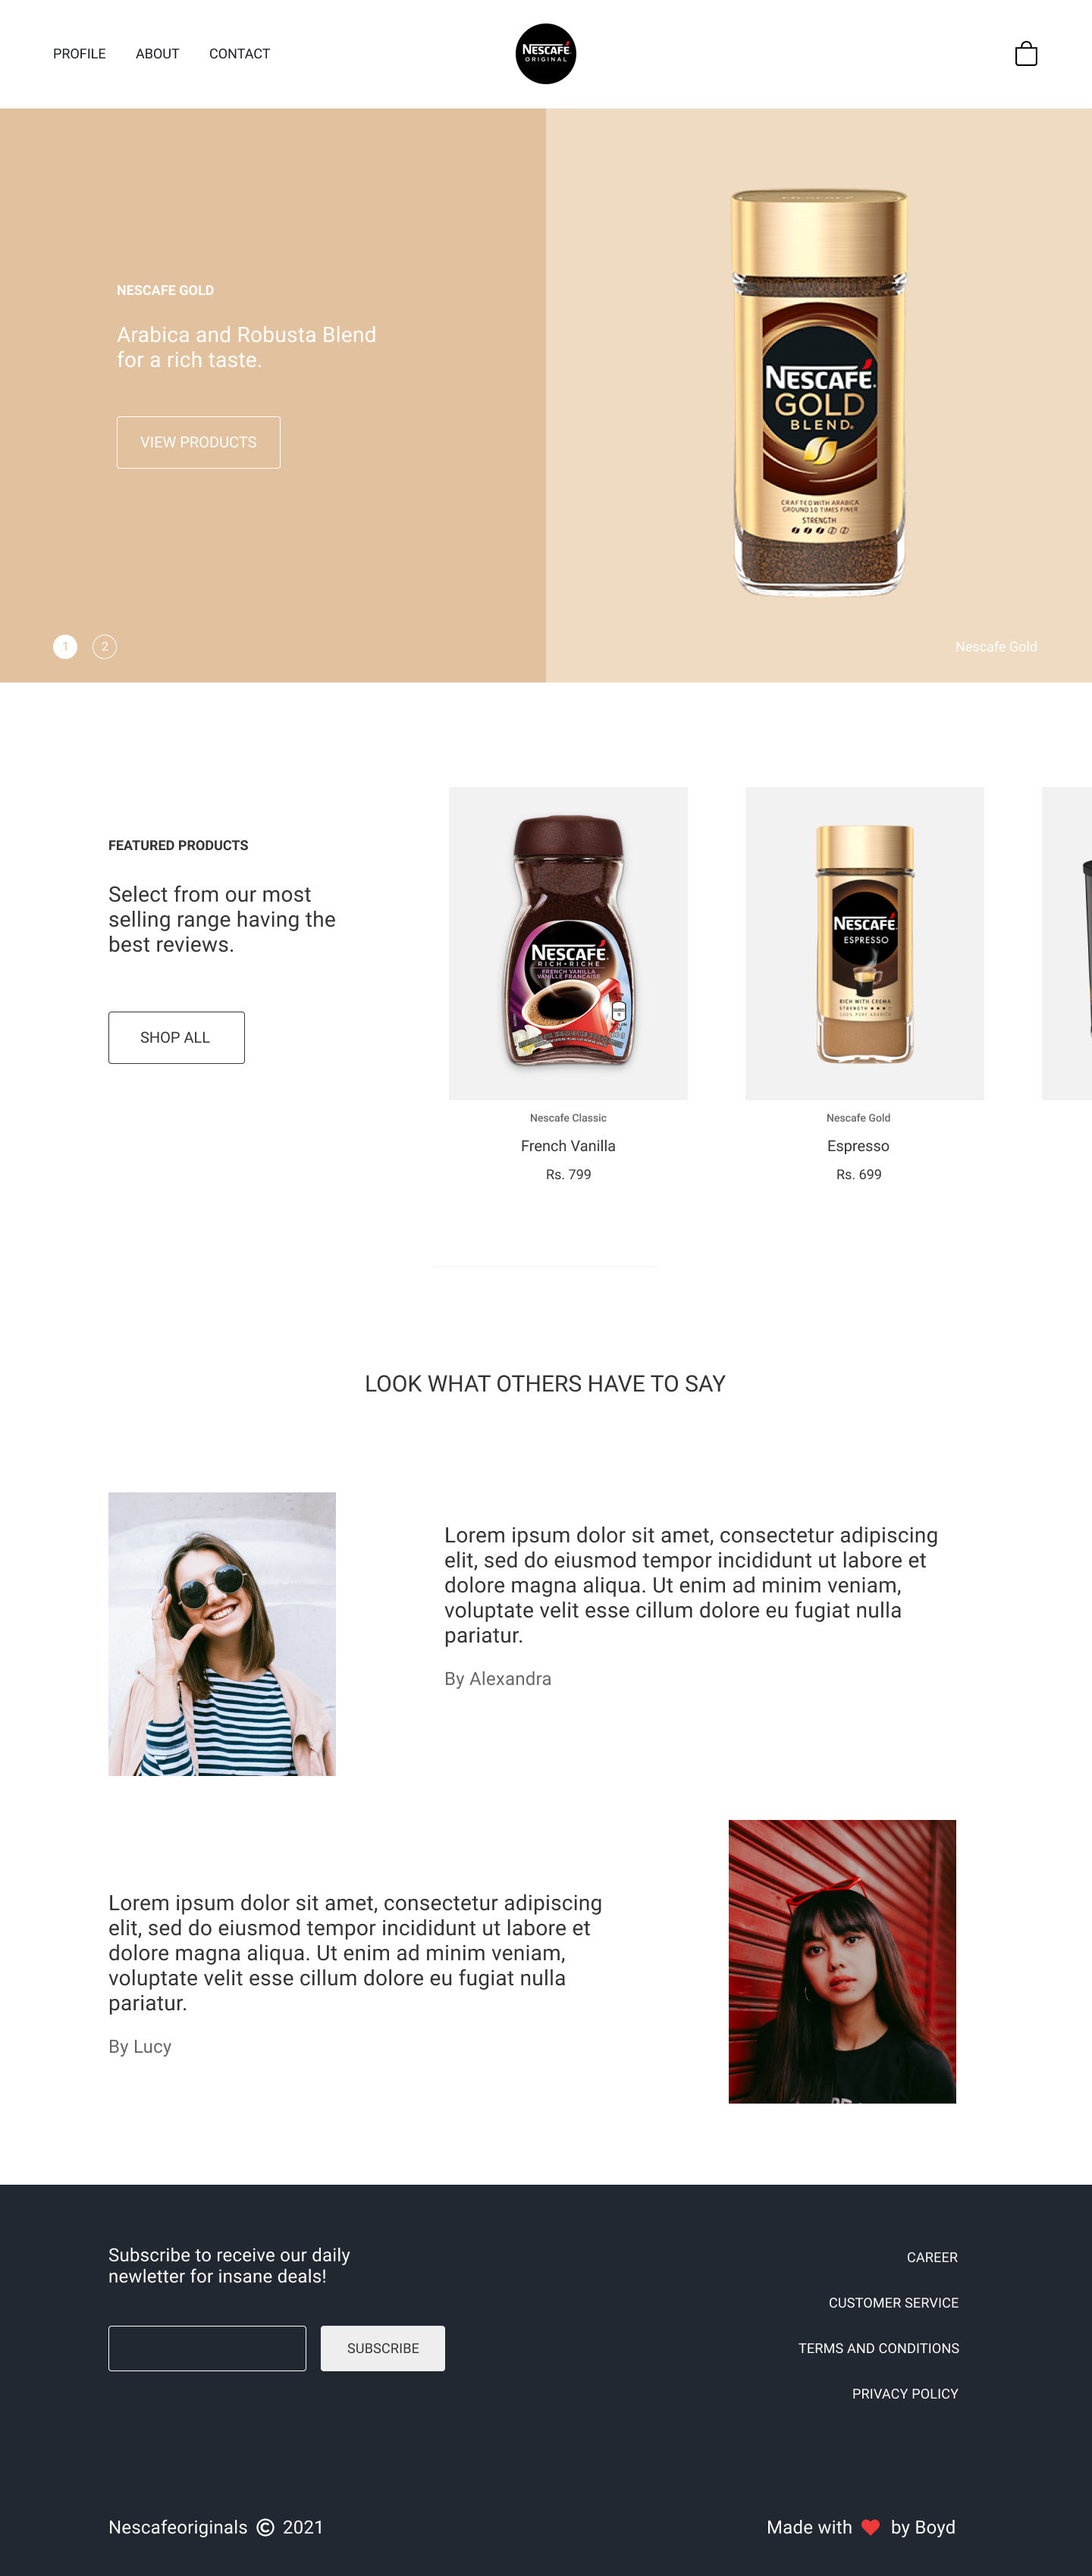 PROFILE ABOUT CONTACT
NESCAFÉ
ORIGINAL
NESCAFE GOLD
Arabica and Robusta Blend
for a rich taste.
VIEW PRODUCTS
1 2
NESCAFÉ
GOLD
BLEND
CRAFTED WITH ARABICA
GROUND 10 TIMES FINER
STRENGTH
Nescafe Gold
FEATURED PRODUCTS
Select from our most
selling range having the
best reviews.
SHOP ALL
NESCAFÉ
RICH • RICHE
FRENCH VANILLA
VANILLE FRANÇAISE
Nescafe Classic
French Vanilla
Rs. 799
NESCAFÉ
ESPRESSO
RICH WITH CREMA
STRENGTH
100% PURE ARABICA
Nescafe Gold
Espresso
Rs. 699
LOOK WHAT OTHERS HAVE TO SAY
Lorem ipsum dolor sit amet, consectetur adipiscing
elit, sed do eiusmod tempor incididunt ut labore et
dolore magna aliqua. Ut enim ad minim veniam,
voluptate velit esse cillum dolore eu fugiat nulla
pariatur.
By Alexandra
Lorem ipsum dolor sit amet, consectetur adipiscing
elit, sed do eiusmod tempor incididunt ut labore et
dolore magna aliqua. Ut enim ad minim veniam,
voluptate velit esse cillum dolore eu fugiat nulla
pariatur.
By Lucy
Subscribe to receive our daily
newletter for insane deals!
SUBSCRIBE
CAREER
CUSTOMER SERVICE
TERMS AND CONDITIONS
PRIVACY POLICY
Nescafeoriginals © 2021
Made with ❤ by Boyd